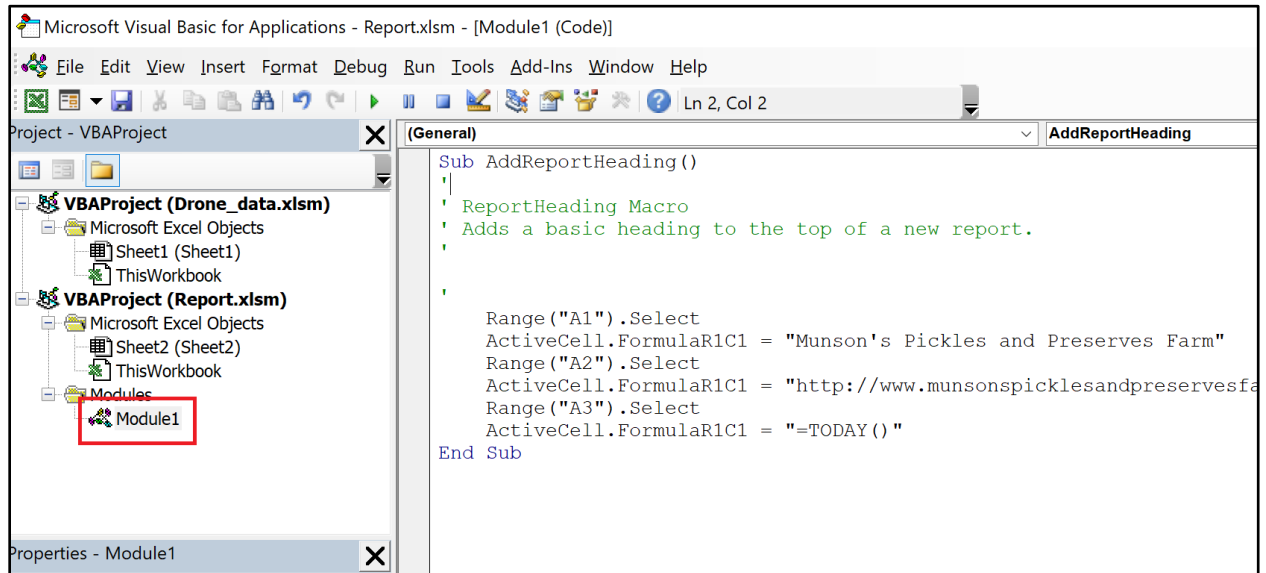 Microsoft Visual Basic for Applications - Report.xlsm - [Module1 (Code)]
File Edit View Insert Format Debug Run Tools Add-Ins Window Help
Ln 2, Col 2
Project - VBAProject
VBAProject (Drone_data.xlsm)
Microsoft Excel Objects
Sheet1 (Sheet1)
ThisWorkbook
VBAProject (Report.xlsm)
Microsoft Excel Objects
Sheet2 (Sheet2)
ThisWorkbook
Modules
Module1
Properties - Module1
(General) AddReportHeading
Sub AddReportHeading()
'
' ReportHeading Macro
' Adds a basic heading to the top of a new report.
'
'
Range("A1").Select
ActiveCell.FormulaR1C1 = "Munson's Pickles and Preserves Farm"
Range("A2").Select
ActiveCell.FormulaR1C1 = "http://www.munsonspicklesandpreservesfa
Range("A3").Select
ActiveCell.FormulaR1C1 = "=TODAY()"
End Sub